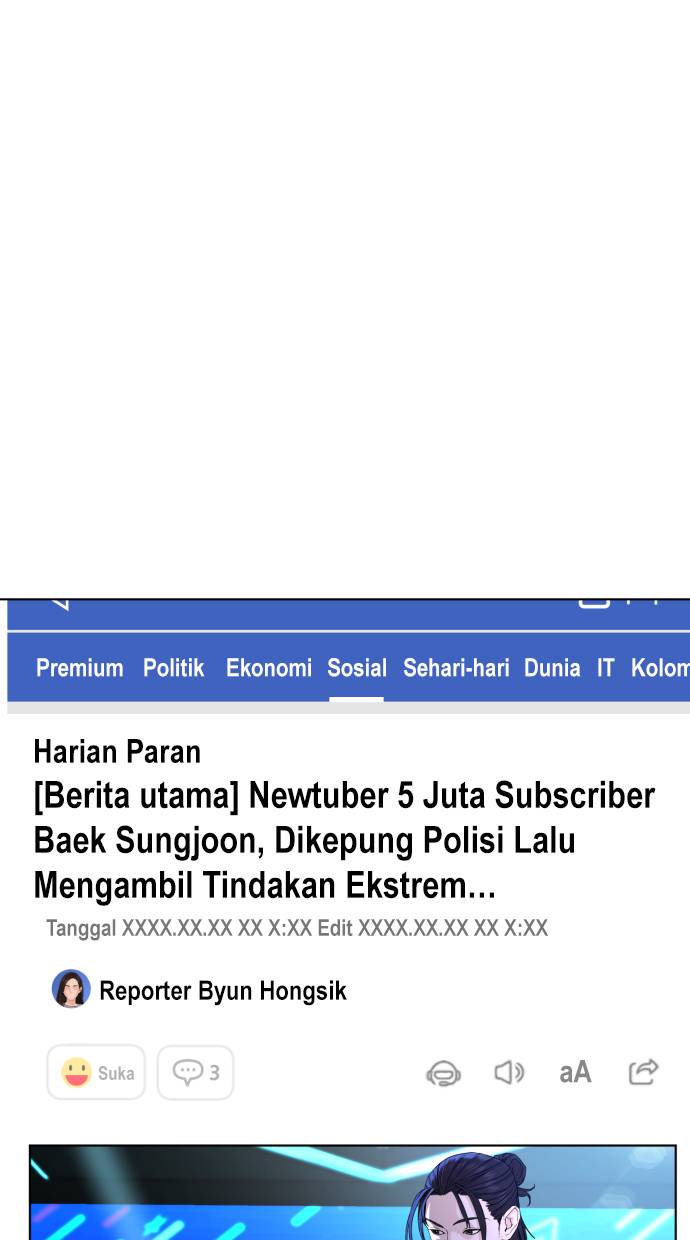 Premium Politik Ekonomi Sosial Sehari-hari Dunia IT Kolom
Harian Paran
[Berita utama] Newtuber 5 Juta Subscriber
Baek Sungjoon, Dikepung Polisi Lalu
Mengambil Tindakan Ekstrem...
Tanggal XXXX.XX.XX XX X:XX Edit XXXX.XX.XX XX X:XX
Reporter Byun Hongsik
Suka 3 aA